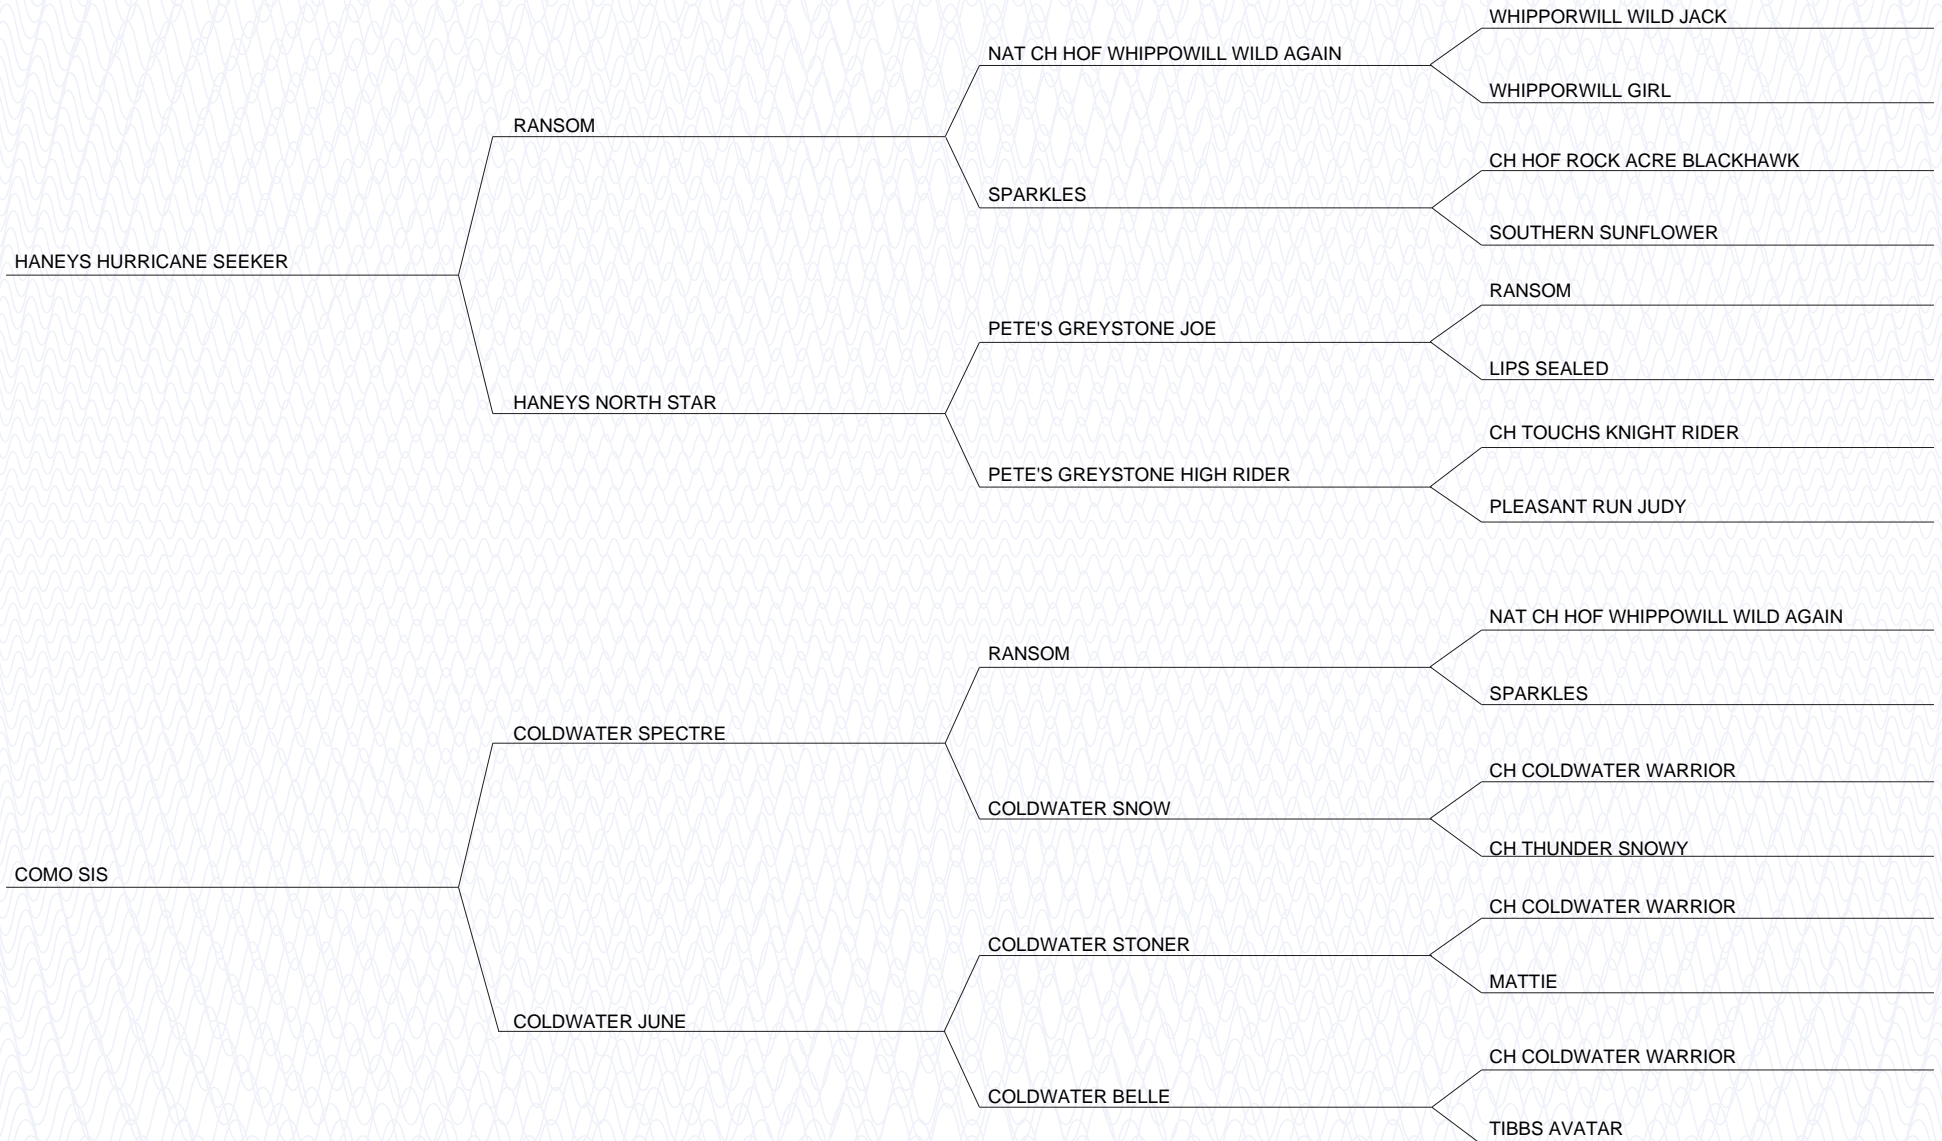 WHIPPORWILL WILD JACK
NAT CH HOF WHIPPOWILL WILD AGAIN
WHIPPORWILL GIRL
RANSOM
CH HOF ROCK ACRE BLACKHAWK
SPARKLES
SOUTHERN SUNFLOWER
HANEYS HURRICANE SEEKER
RANSOM
PETE'S GREYSTONE JOE
LIPS SEALED
HANEYS NORTH STAR
CH TOUCHS KNIGHT RIDER
PETE'S GREYSTONE HIGH RIDER
PLEASANT RUN JUDY
NAT CH HOF WHIPPOWILL WILD AGAIN
RANSOM
SPARKLES
COLDWATER SPECTRE
CH COLDWATER WARRIOR
COLDWATER SNOW
CH THUNDER SNOWY
COMO SIS
CH COLDWATER WARRIOR
COLDWATER STONER
MATTIE
COLDWATER JUNE
CH COLDWATER WARRIOR
COLDWATER BELLE
TIBBS AVATAR